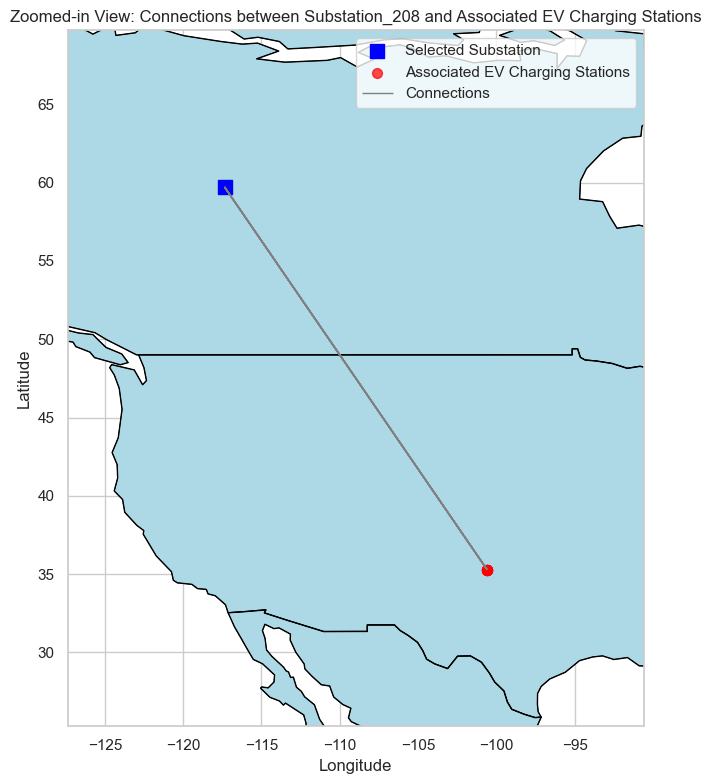 Zoomed-in View: Connections between Substation_208 and Associated EV Charging Stations
Selected Substation
Associated EV Charging Stations
Connections
65
60
55
50
45
40
35
30
Latitude
−125
−120
−115
−110
−105
−100
−95
Longitude